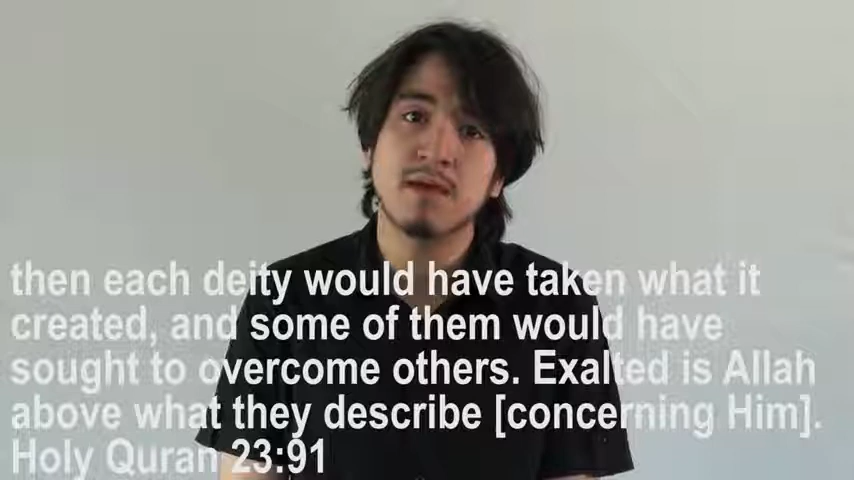 then each deity would have taken what it
created, and some of them would have
sought to overcome others. Exalted is Allah
above what they describe [concerning Him].
Holy Quran 23:91